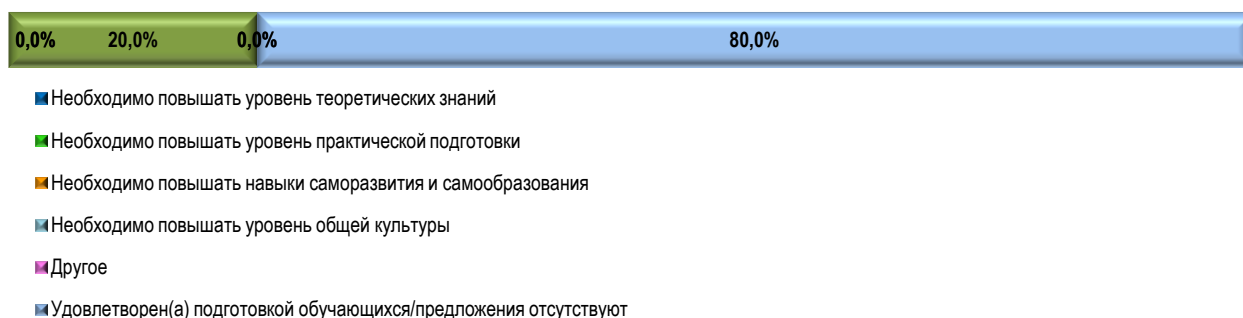 0,0% 20,0% 0,0% 80,0%
Необходимо повышать уровень теоретических знаний
Необходимо повышать уровень практической подготовки
Необходимо повышать навыки саморазвития и самообразования
Необходимо повышать уровень общей культуры
Другое
Удовлетворен(а) подготовкой обучающихся/предложения отсутствуют